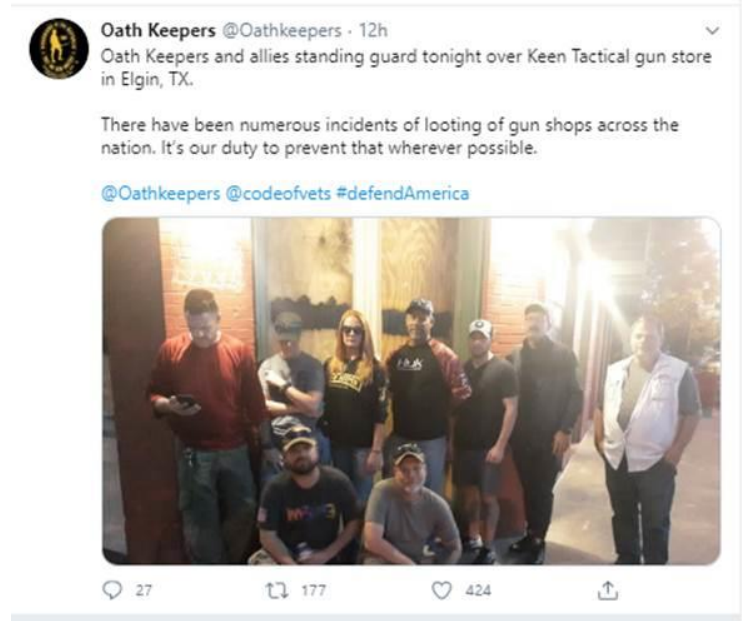 Oath Keepers @Oathkeepers · 12h
Oath Keepers and allies standing guard tonight over Keen Tactical gun store
in Elgin, TX.
There have been numerous incidents of looting of gun shops across the
nation. It's our duty to prevent that wherever possible.
@Oathkeepers @codeofvets #defendAmerica
HUK
27 177 424